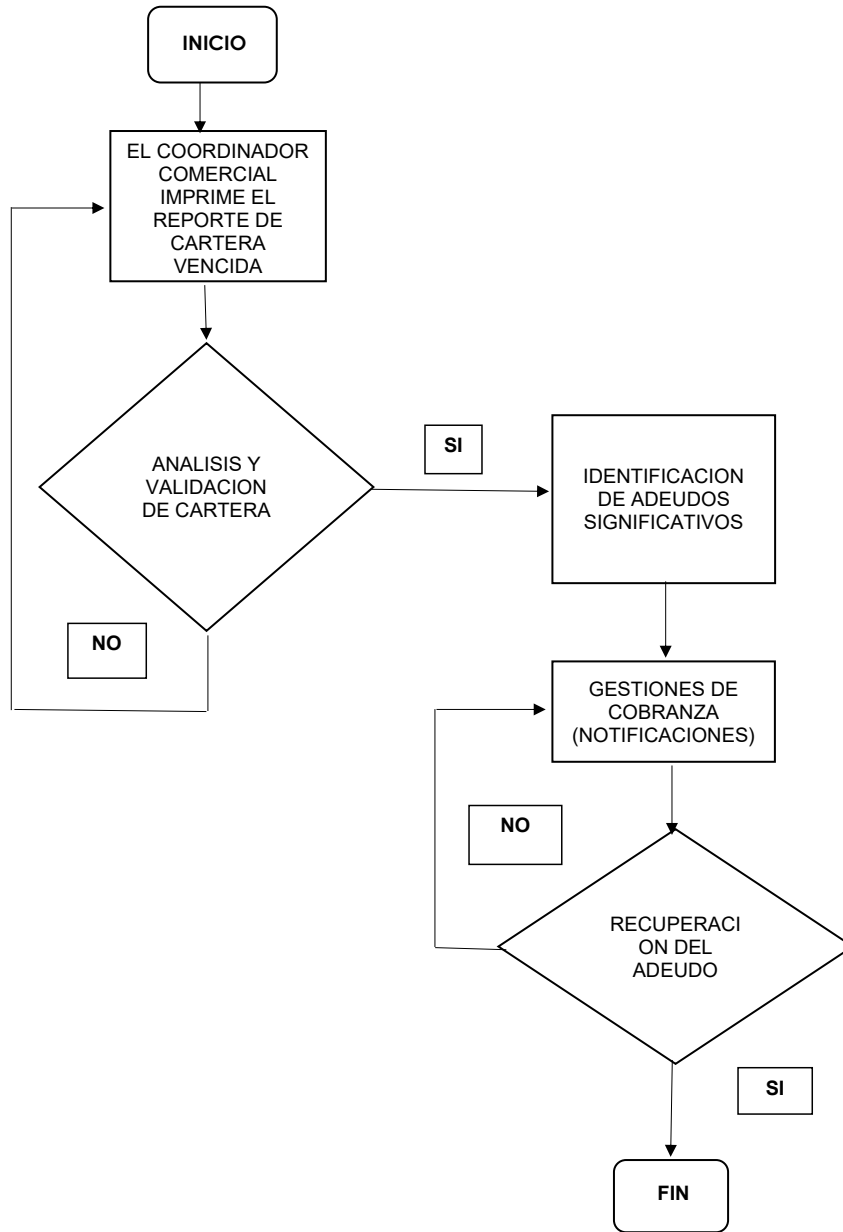 INICIO
EL COORDINADOR
COMERCIAL
IMPRIME EL
REPORTE DE
CARTERA
VENCIDA
ANALISIS Y
VALIDACION
DE CARTERA
SI
IDENTIFICACION
DE ADEUDOS
SIGNIFICATIVOS
NO
GESTIONES DE
COBRANZA
(NOTIFICACIONES)
NO
RECUPERACI
ON DEL
ADEUDO
SI
FIN